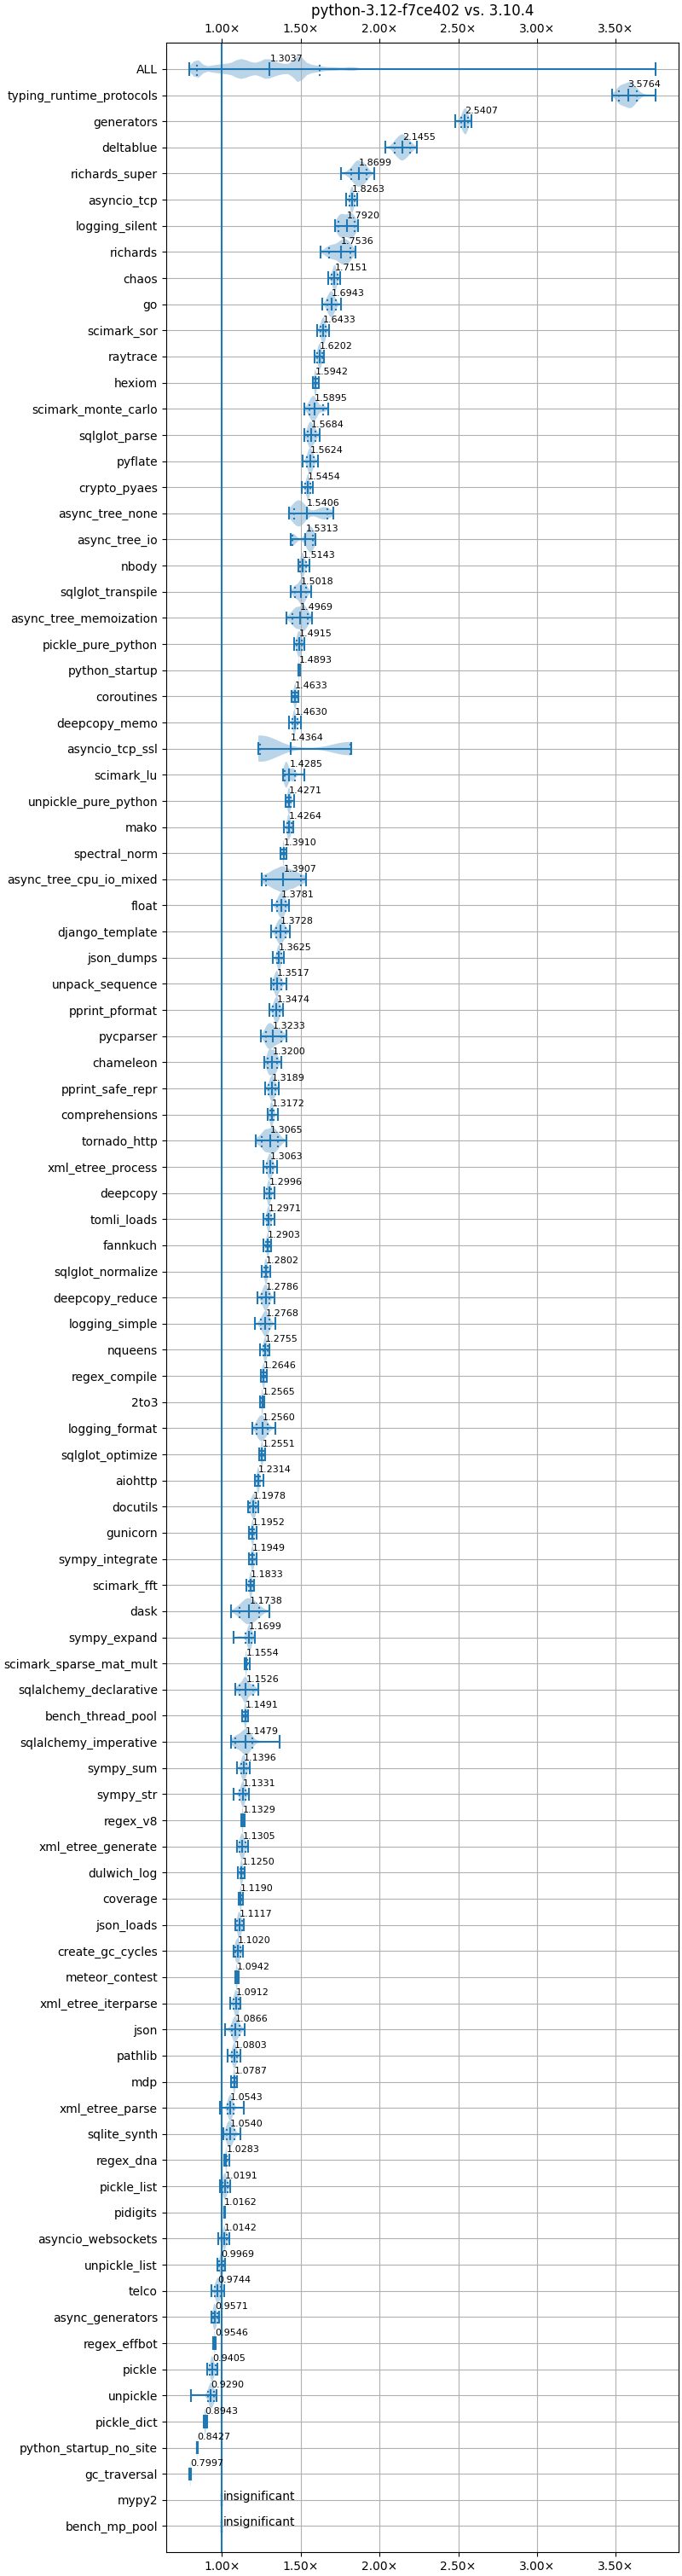 python-3.12-f7ce402 vs. 3.10.4
1.00× 1.50× 2.00× 2.50× 3.00× 3.50×
ALL 1.3037
typing_runtime_protocols 3.5764
generators 2.5407
deltablue 2.1455
richards_super 1.8699
asyncio_tcp 1.8263
logging_silent 1.7920
richards 1.7536
chaos 1.7151
go 1.6943
scimark_sor 1.6433
raytrace 1.6202
hexiom 1.5942
scimark_monte_carlo 1.5895
sqlglot_parse 1.5684
pyflate 1.5624
crypto_pyaes 1.5454
async_tree_none 1.5406
async_tree_io 1.5313
nbody 1.5143
sqlglot_transpile 1.5018
async_tree_memoization 1.4969
pickle_pure_python 1.4915
python_startup 1.4893
coroutines 1.4633
deepcopy_memo 1.4630
asyncio_tcp_ssl 1.4364
scimark_lu 1.4285
unpickle_pure_python 1.4271
mako 1.4264
spectral_norm 1.3910
async_tree_cpu_io_mixed 1.3907
float 1.3781
django_template 1.3728
json_dumps 1.3625
unpack_sequence 1.3517
pprint_pformat 1.3474
pycparser 1.3233
chameleon 1.3200
pprint_safe_repr 1.3189
comprehensions 1.3172
tornado_http 1.3065
xml_etree_process 1.3063
deepcopy 1.2996
tomli_loads 1.2971
fannkuch 1.2903
sqlglot_normalize 1.2802
deepcopy_reduce 1.2786
logging_simple 1.2768
nqueens 1.2755
regex_compile 1.2646
2to3 1.2565
logging_format 1.2560
sqlglot_optimize 1.2551
aiohttp 1.2314
docutils 1.1978
gunicorn 1.1952
sympy_integrate 1.1949
scimark_fft 1.1833
dask 1.1738
sympy_expand 1.1699
scimark_sparse_mat_mult 1.1554
sqlalchemy_declarative 1.1526
bench_thread_pool 1.1491
sqlalchemy_imperative 1.1479
sympy_sum 1.1396
sympy_str 1.1331
regex_v8 1.1329
xml_etree_generate 1.1305
dulwich_log 1.1250
coverage 1.1190
json_loads 1.1117
create_gc_cycles 1.1020
meteor_contest 1.0942
xml_etree_iterparse 1.0912
json 1.0866
pathlib 1.0803
mdp 1.0787
xml_etree_parse 1.0543
sqlite_synth 1.0540
regex_dna 1.0283
pickle_list 1.0191
pidigits 1.0162
asyncio_websockets 1.0142
unpickle_list 0.9969
telco 0.9744
async_generators 0.9571
regex_effbot 0.9546
pickle 0.9405
unpickle 0.9290
pickle_dict 0.8943
python_startup_no_site 0.8427
gc_traversal 0.7997
mypy2 insignificant
bench_mp_pool insignificant
1.00× 1.50× 2.00× 2.50× 3.00× 3.50×